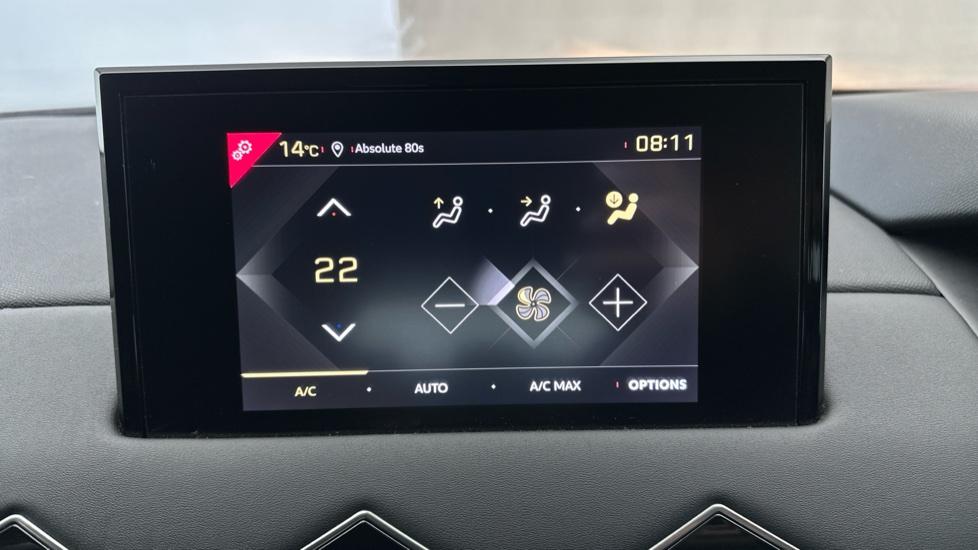 14°C Absolute 80s 08:11
22
A/C AUTO A/C MAX OPTIONS